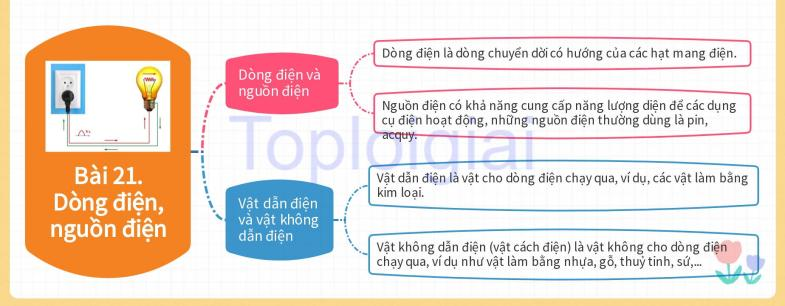 Bài 21.
Dòng điện,
nguồn điện
Dòng điện và
nguồn điện
Dòng điện là dòng chuyển dời có hướng của các hạt mang điện.
Nguồn điện có khả năng cung cấp năng lượng diện để các dụng
cụ điện hoạt động, những nguồn điện thường dùng là pin,
acquy.
Vật dẫn điện
và vật không
dẫn điện
Vật dẫn điện là vật cho dòng điện chạy qua, ví dụ, các vật làm bằng
kim loại.
Vật không dẫn điện (vật cách điện) là vật không cho dòng điện
chạy qua, ví dụ như vật làm bằng nhựa, gỗ, thuỷ tinh, sứ,...
Toploigiai